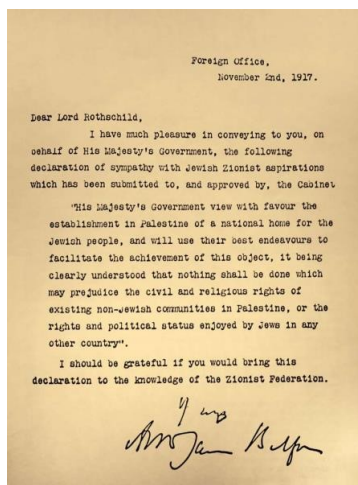 Foreign Office,
November 2nd, 1917.
Dear Lord Rothschild,
I have much pleasure in conveying to you, on
behalf of His Majesty's Government, the following
declaration of sympathy with Jewish Zionist aspirations
which has been submitted to, and approved by, the Cabinet
"His Majesty's Government view with favour the
establishment in Palestine of a national home for the
Jewish people, and will use their best endeavours to
facilitate the achievement of this object, it being
clearly understood that nothing shall be done which
may prejudice the civil and religious rights of
existing non-Jewish communities in Palestine, or the
rights and political status enjoyed by Jews in any
other country".
I should be grateful if you would bring this
declaration to the knowledge of the Zionist Federation.